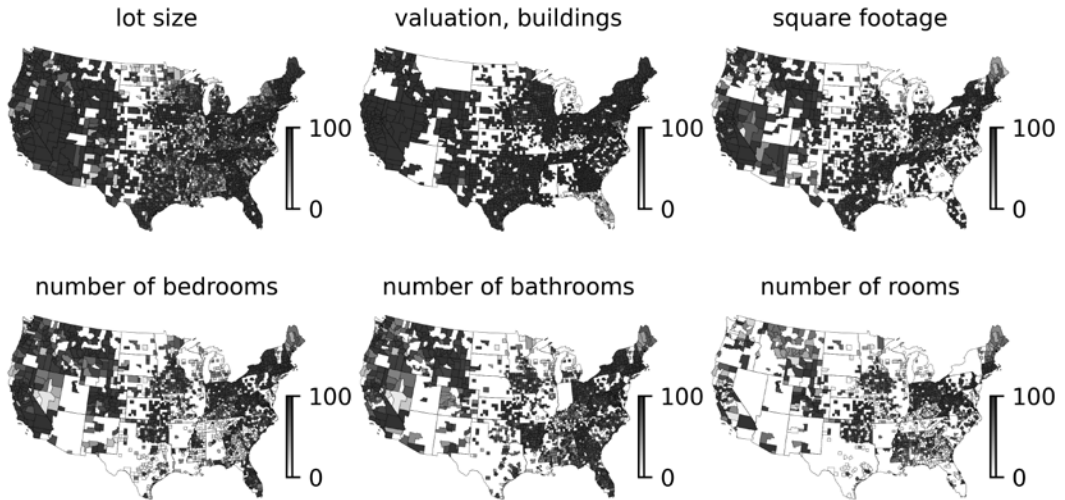 lot size
valuation, buildings
square footage
100
0
100
0
100
0
number of bedrooms
number of bathrooms
number of rooms
100
0
100
0
100
0